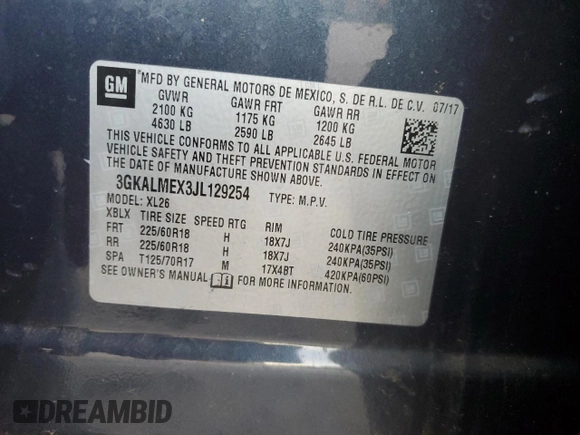 GM
MFD BY GENERAL MOTORS DE MEXICO, S. DE R.L. DE C.V. 07/17
GVWR GAWR FRT GAWR RR
2100 KG 1175 KG 1200 KG
4630 LB 2590 LB 2645 LB
THIS VEHICLE CONFORMS TO ALL APPLICABLE U.S. FEDERAL MOTOR
VEHICLE SAFETY AND THEFT PREVENTION STANDARDS IN EFFECT ON
THE DATE OF MANUFACTURE SHOWN ABOVE.
3GKALMEX3JL129254 TYPE: M.P.V.
MODEL: XL26
XBLX TIRE SIZE SPEED RTG RIM COLD TIRE PRESSURE
FRT 225/60R18 H 18X7J 240KPA(35PSI)
RR 225/60R18 H 18X7J 240KPA(35PSI)
SPA T125/70R17 M 17X4BT 420KPA(60PSI)
SEE OWNER'S MANUAL FOR MORE INFORMATION.
DREAMBID